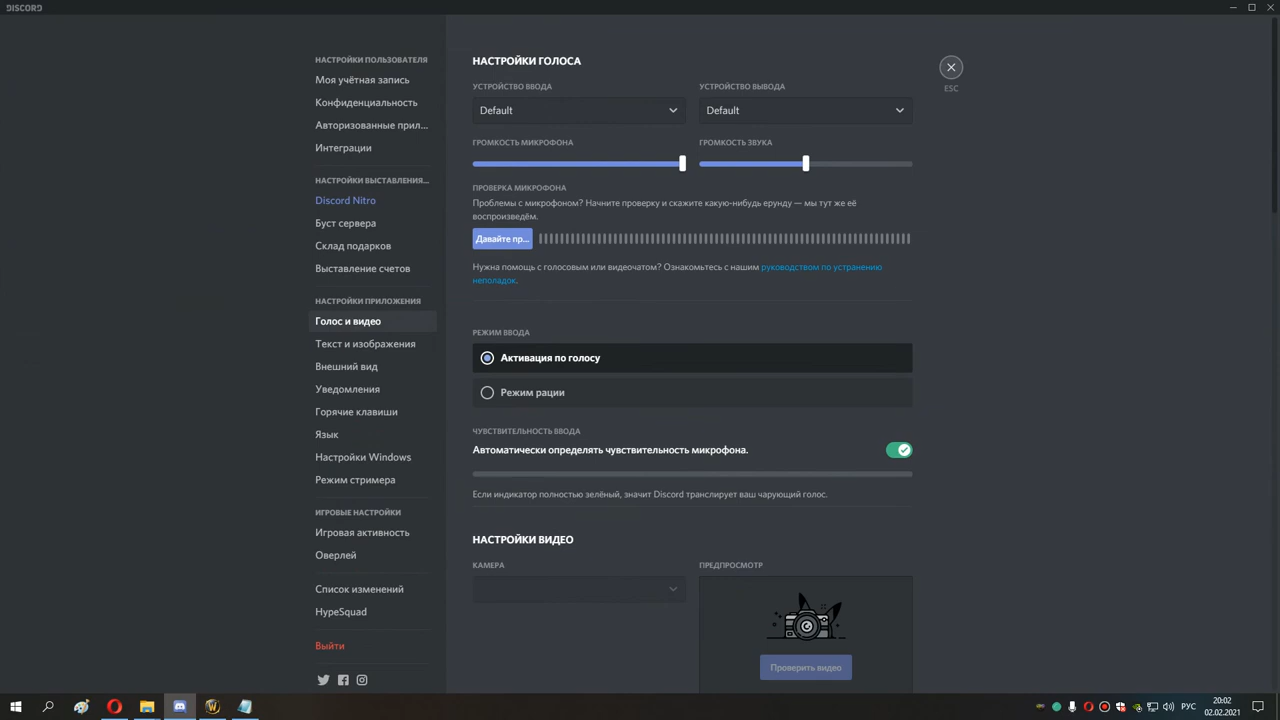 DISCORD
НАСТРОЙКИ ПОЛЬЗОВАТЕЛЯ
Моя учётная запись
Конфиденциальность
Авторизованные прил...
Интеграции
НАСТРОЙКИ ВЫСТАВЛЕНИЯ...
Discord Nitro
Буст сервера
Склад подарков
Выставление счетов
НАСТРОЙКИ ПРИЛОЖЕНИЯ
Голос и видео
Текст и изображения
Внешний вид
Уведомления
Горячие клавиши
Язык
Настройки Windows
Режим стримера
ИГРОВЫЕ НАСТРОЙКИ
Игровая активность
Оверлей
Список изменений
HypeSquad
Выйти
НАСТРОЙКИ ГОЛОСА
ESC
УСТРОЙСТВО ВВОДА
УСТРОЙСТВО ВЫВОДА
Default
Default
ГРОМКОСТЬ МИКРОФОНА
ГРОМКОСТЬ ЗВУКА
ПРОВЕРКА МИКРОФОНА
Проблемы с микрофоном? Начните проверку и скажите какую-нибудь ерунду — мы тут же её
воспроизведём.
Давайте пр...
Нужна помощь с голосовым или видеочатом? Ознакомьтесь с нашим руководством по устранению
неполадок.
РЕЖИМ ВВОДА
Активация по голосу
Режим рации
ЧУВСТВИТЕЛЬНОСТЬ ВВОДА
Автоматически определять чувствительность микрофона.
Если индикатор полностью зелёный, значит Discord транслирует ваш чарующий голос.
НАСТРОЙКИ ВИДЕО
КАМЕРА
ПРЕДПРОСМОТР
Проверить видео
РУС
20:02
02.02.2021